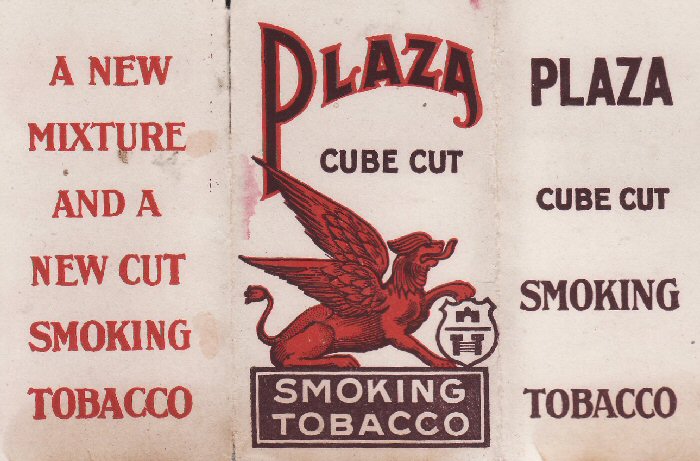 A NEW
MIXTURE
AND A
NEW CUT
SMOKING
TOBACCO
PLAZA
CUBE CUT
SMOKING
TOBACCO
PLAZA
CUBE CUT
SMOKING
TOBACCO